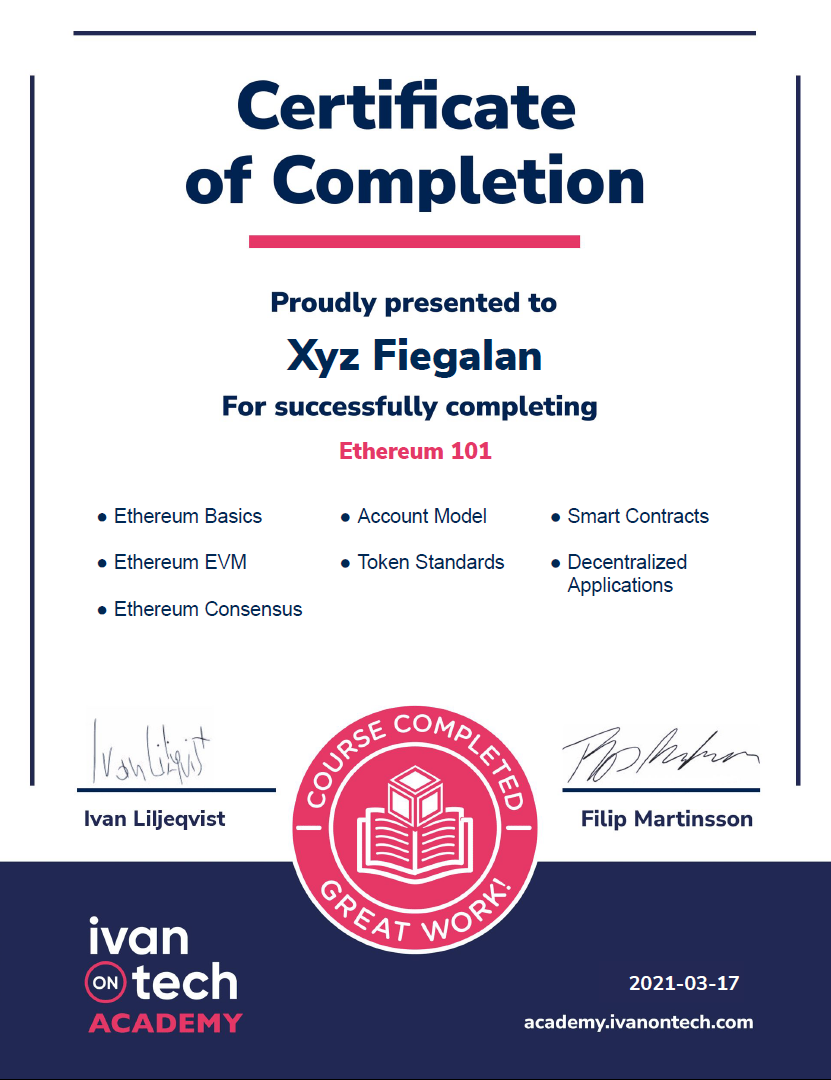 Certificate
of Completion
Proudly presented to
Xyz Fiegalan
For successfully completing
Ethereum 101
● Ethereum Basics
● Ethereum EVM
● Ethereum Consensus
● Account Model
● Token Standards
● Smart Contracts
● Decentralized
Applications
Ivan Liljeqvist
Ivan Liljeqvist
Filip Martinsson
COURSE COMPLETED
GREAT WORK!
ivan
ON tech
ACADEMY
2021-03-17
academy.ivanontech.com